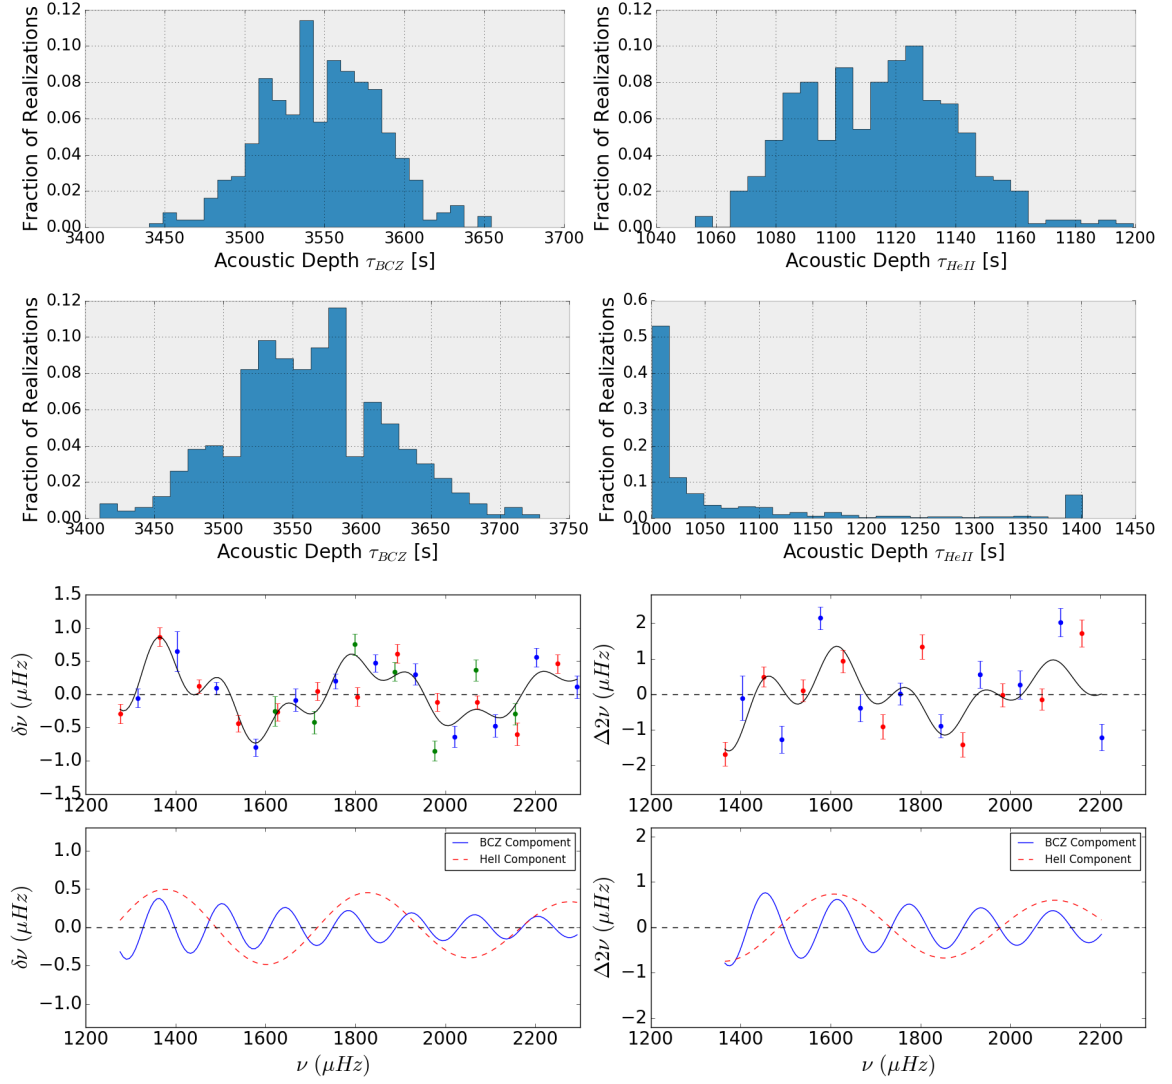 0.12
0.10
0.08
0.06
0.04
0.02
0.00
Fraction of Realizations
3400 3450 3500 3550 3600 3650 3700
Acoustic Depth τBCZ [s]
0.12
0.10
0.08
0.06
0.04
0.02
0.00
Fraction of Realizations
1040 1060 1080 1100 1120 1140 1160 1180 1200
Acoustic Depth τHeII [s]
0.12
0.10
0.08
0.06
0.04
0.02
0.00
Fraction of Realizations
3400 3450 3500 3550 3600 3650 3700 3750
Acoustic Depth τBCZ [s]
0.6
0.5
0.4
0.3
0.2
0.1
0.0
Fraction of Realizations
1000 1050 1100 1150 1200 1250 1300 1350 1400 1450
Acoustic Depth τHeII [s]
1.5
1.0
0.5
0.0
−0.5
−1.0
−1.5
δν (μHz)
1200 1400 1600 1800 2000 2200
2
1
0
−1
−2
Δ2ν (μHz)
1200 1400 1600 1800 2000 2200
1.0
0.5
0.0
−0.5
−1.0
δν (μHz)
BCZ Compoment
HeII Component
1200 1400 1600 1800 2000 2200
ν (μHz)
2
1
0
−1
−2
Δ2ν (μHz)
BCZ Compoment
HeII Component
1200 1400 1600 1800 2000 2200
ν (μHz)